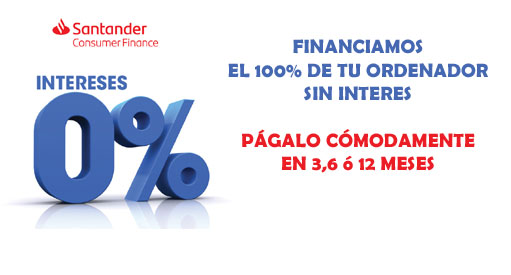 Santander
Consumer Finance
INTERESES
0%
FINANCIAMOS
EL 100% DE TU ORDENADOR
SIN INTERES
PÁGALO CÓMODAMENTE
EN 3,6 ó 12 MESES